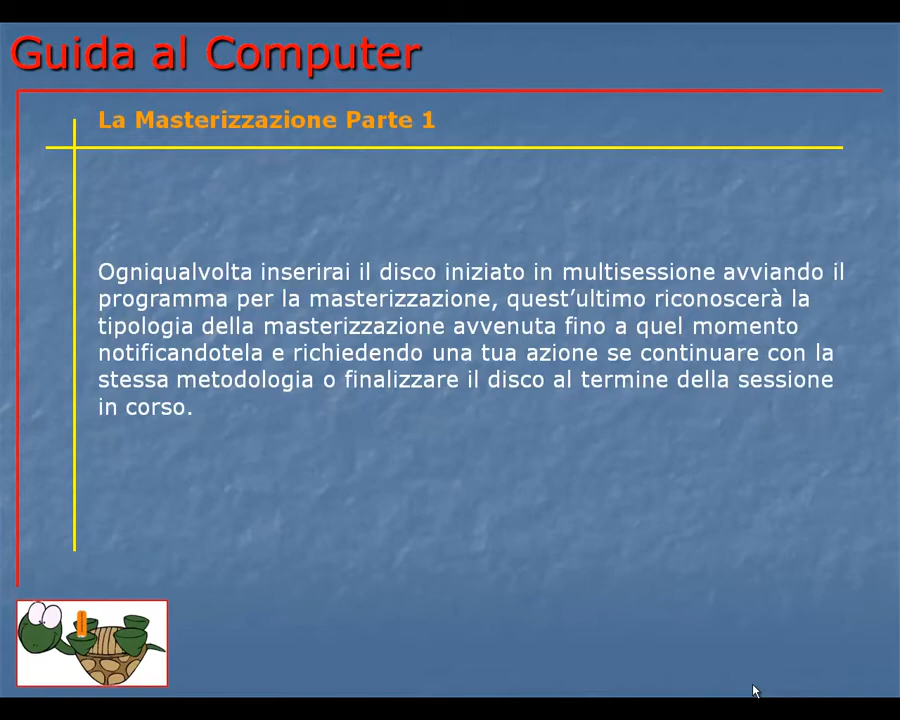 Guida al Computer
La Masterizzazione Parte 1
Ogniqualvolta inserirai il disco iniziato in multisessione avviando il
programma per la masterizzazione, quest’ultimo riconoscerà la
tipologia della masterizzazione avvenuta fino a quel momento
notificandotela e richiedendo una tua azione se continuare con la
stessa metodologia o finalizzare il disco al termine della sessione
in corso.